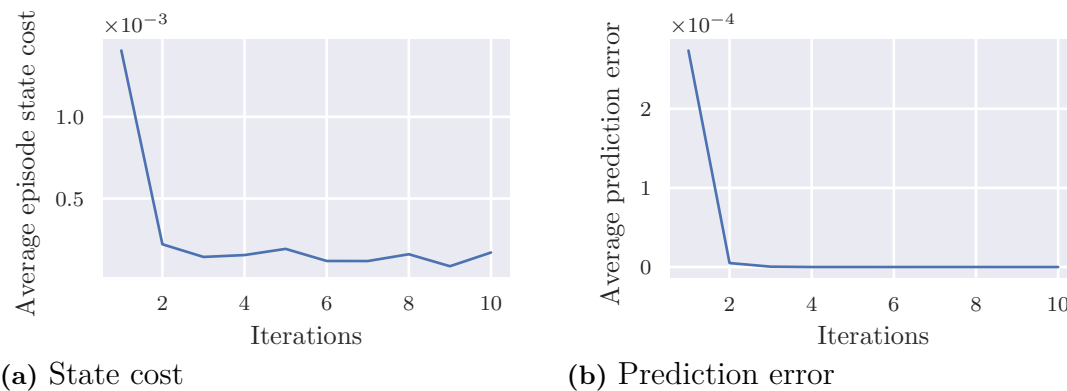 ×10−3
Average episode state cost
1.0
0.5
2 4 6 8 10
Iterations
(a) State cost
×10−4
Average prediction error
2
1
0
2 4 6 8 10
Iterations
(b) Prediction error